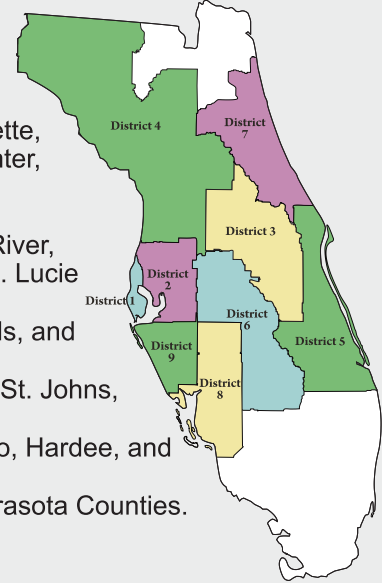 ette,
nter,
River,
. Lucie
ls, and
St. Johns,
o, Hardee, and
rasota Counties.
District 4
District
7
District 3
District
2
District 1
District
6
District 5
District
9
District
8